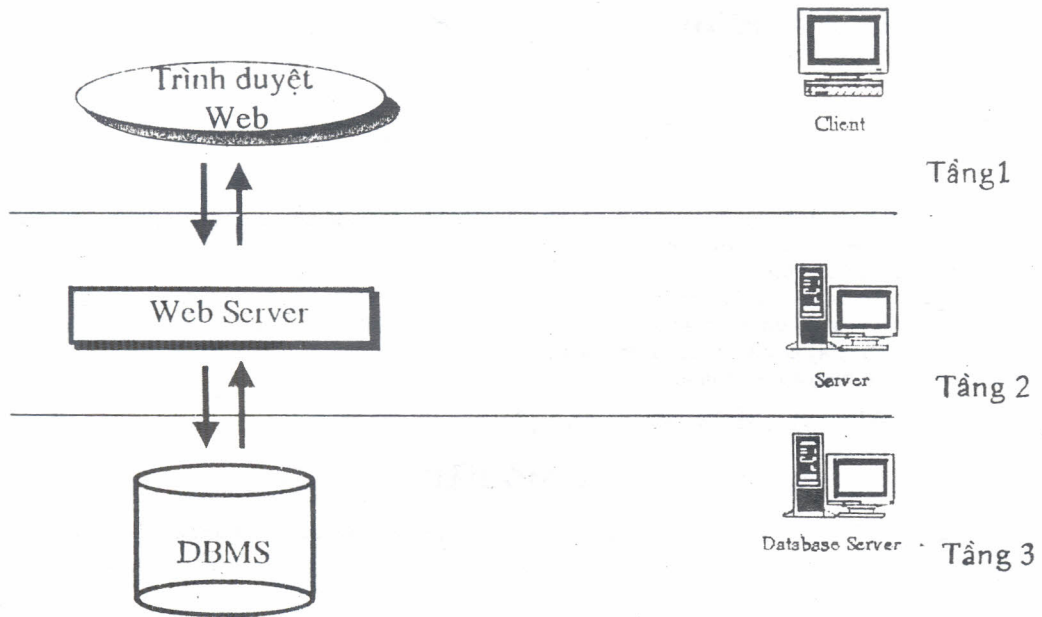 Trình duyệt
Web
Client
Tầng1
Web Server
Server
Tầng 2
DBMS
Database Server
Tầng 3